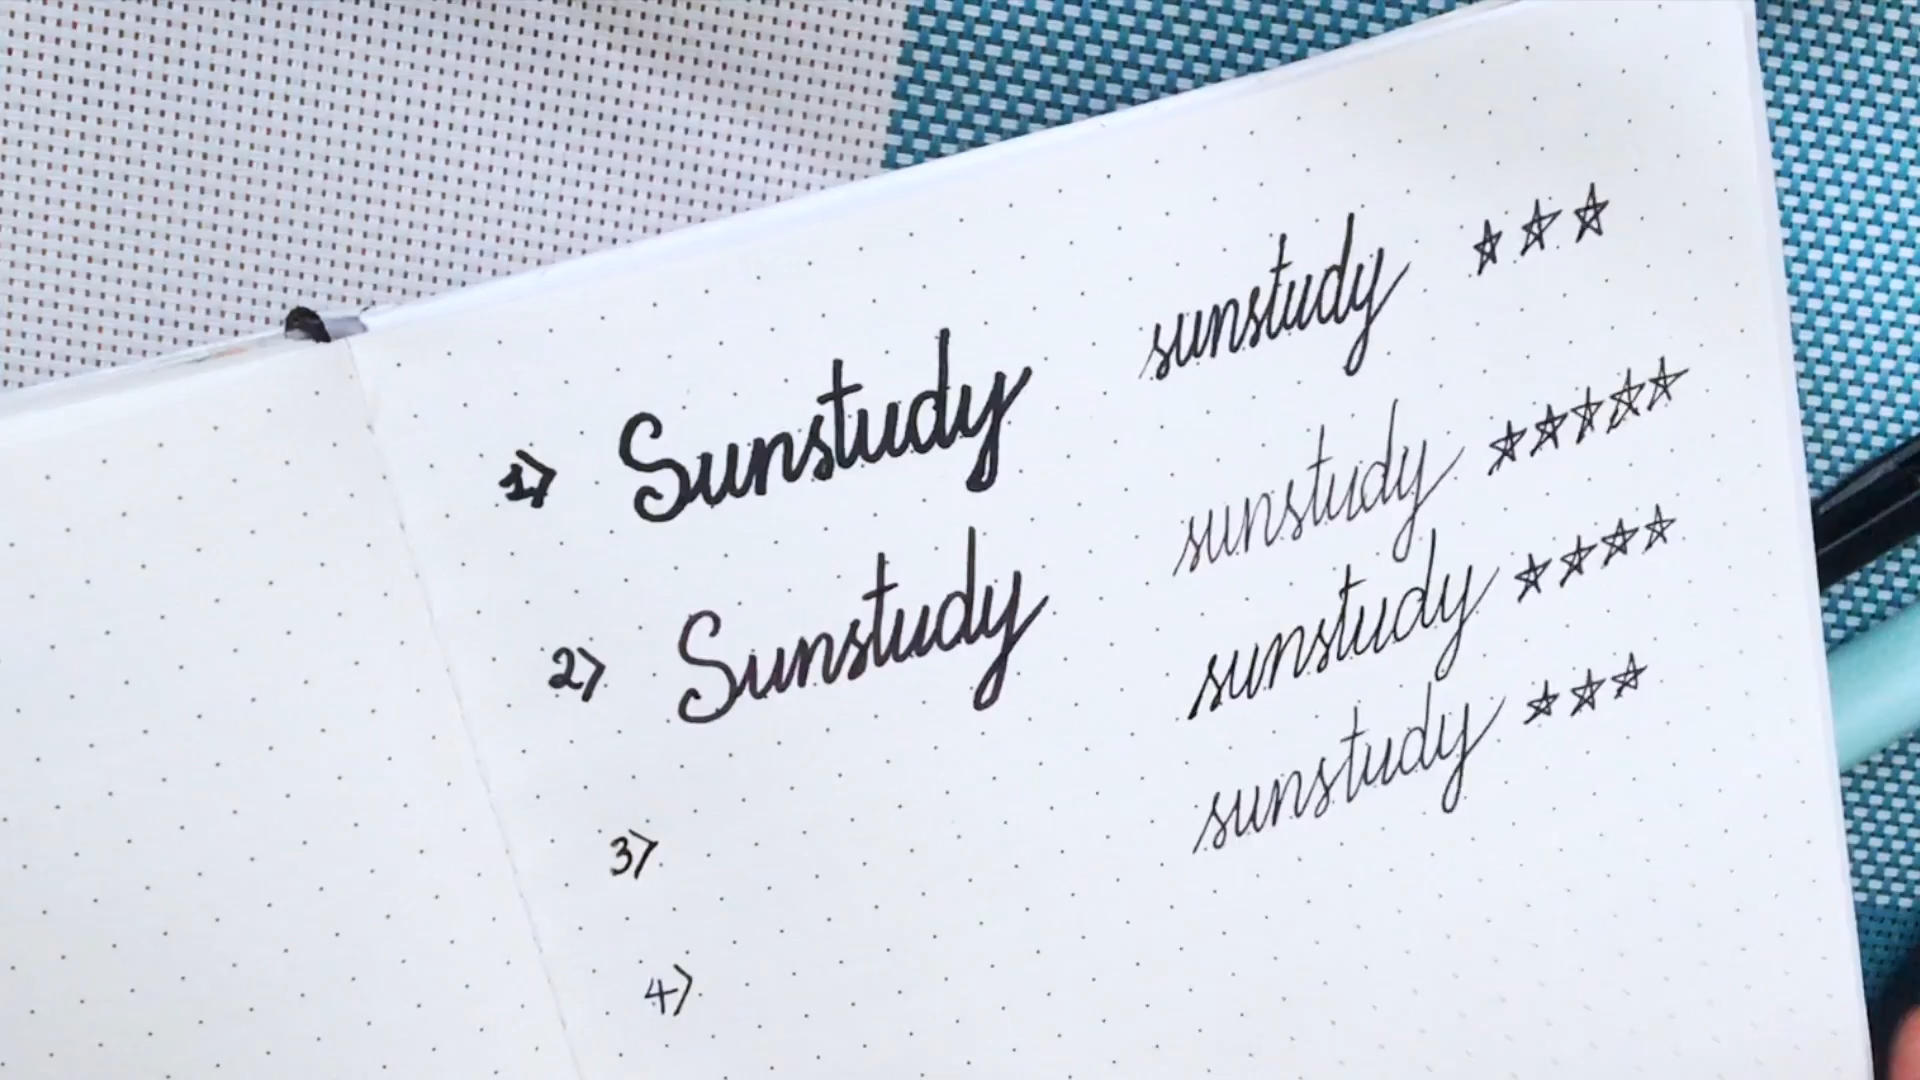 1) Sunstudy sunstudy ☆☆☆
sunstudy ☆☆☆☆☆
2) Sunstudy sunstudy ☆☆☆☆
sunstudy ☆☆☆
3)
4)